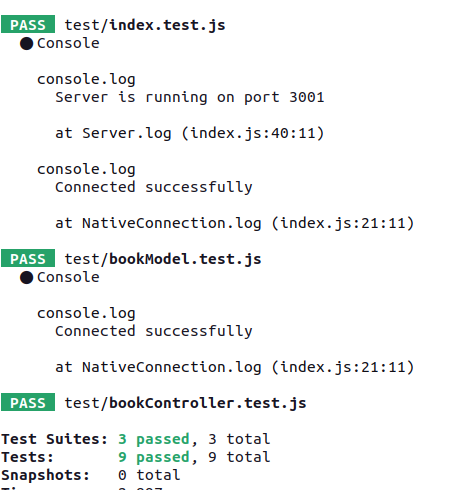 PASS test/index.test.js
● Console
console.log
Server is running on port 3001
at Server.log (index.js:40:11)
console.log
Connected successfully
at NativeConnection.log (index.js:21:11)
PASS test/bookModel.test.js
● Console
console.log
Connected successfully
at NativeConnection.log (index.js:21:11)
PASS test/bookController.test.js
Test Suites: 3 passed, 3 total
Tests: 9 passed, 9 total
Snapshots: 0 total